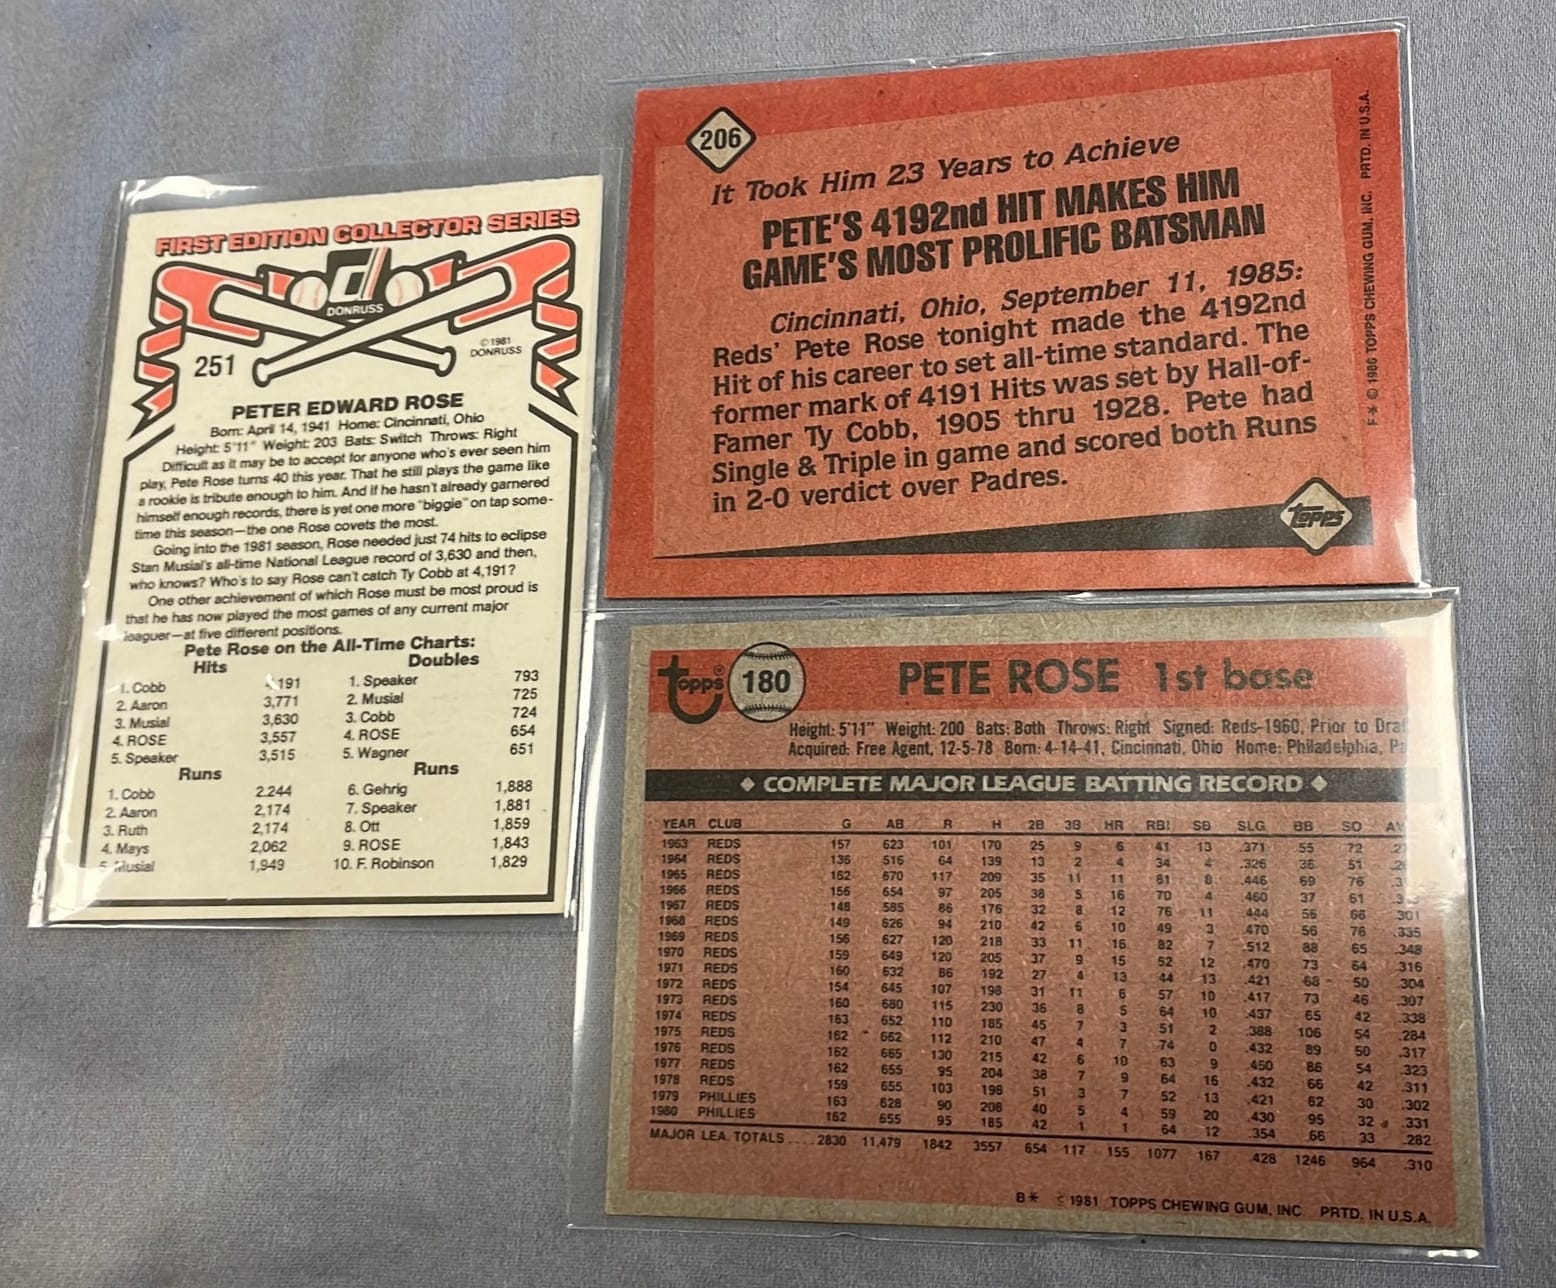 FIRST EDITION COLLECTOR SERIES
DONRUSS
© 1981
DONRUSS
251
PETER EDWARD ROSE
Born: April 14, 1941 Home: Cincinnati, Ohio
Height: 5'11" Weight: 203 Bats: Switch Throws: Right
Difficult as it may be to accept for anyone who's ever seen him
play, Pete Rose turns 40 this year. That he still plays the game like
a rookie is tribute enough to him. And if he hasn't already garnered
himself enough records, there is yet one more "biggie" on tap some-
time this season—the one Rose covets the most.
Going into the 1981 season, Rose needed just 74 hits to eclipse
Stan Musial's all-time National League record of 3,630 and then,
who knows? Who's to say Rose can't catch Ty Cobb at 4,191?
One other achievement of which Rose must be most proud is
that he has now played the most games of any current major
leaguer—at five different positions.
Pete Rose on the All-Time Charts:
Hits Doubles
1. Cobb 4,191 1. Speaker 793
2. Aaron 3,771 2. Musial 725
3. Musial 3,630 3. Cobb 724
4. ROSE 3,557 4. ROSE 654
5. Speaker 3,515 5. Wagner 651
Runs Runs
1. Cobb 2.244 6. Gehrig 1,888
2. Aaron 2,174 7. Speaker 1,881
3. Ruth 2,174 8. Ott 1,859
4. Mays 2,062 9. ROSE 1,843
5. Musial 1,949 10. F. Robinson 1,829
206
It Took Him 23 Years to Achieve
PETE'S 4192nd HIT MAKES HIM
GAME'S MOST PROLIFIC BATSMAN
Cincinnati, Ohio, September 11, 1985:
Reds' Pete Rose tonight made the 4192nd
Hit of his career to set all-time standard. The
former mark of 4191 Hits was set by Hall-of-
Famer Ty Cobb, 1905 thru 1928. Pete had
Single & Triple in game and scored both Runs
in 2-0 verdict over Padres.
topps
F* © 1986 TOPPS CHEWING GUM, INC. PRTD. IN U.S.A.
topps® 180 PETE ROSE 1st base
Height: 5'11" Weight: 200 Bats: Both Throws: Right Signed: Reds-1960, Prior to Draf
Acquired: Free Agent, 12-5-78 Born: 4-14-41, Cincinnati, Ohio Home: Philadelphia, Pa
◆ COMPLETE MAJOR LEAGUE BATTING RECORD ◆
YEAR CLUB G AB R H 2B 3B HR RBI SB SLG BB SO AV
1963 REDS 157 623 101 170 25 9 6 41 13 .371 55 72 .27
1964 REDS 136 516 64 139 13 2 4 34 4 .326 36 51 .26
1965 REDS 162 670 117 209 35 11 11 81 8 .446 69 76 .31
1966 REDS 156 654 97 205 38 5 16 70 4 .460 37 61 .313
1967 REDS 148 585 86 176 32 8 12 76 11 .444 56 66 .301
1968 REDS 149 626 94 210 42 6 10 49 3 .470 56 76 .335
1969 REDS 156 627 120 218 33 11 16 82 7 .512 88 65 .348
1970 REDS 159 649 120 205 37 9 15 52 12 .470 73 64 .316
1971 REDS 160 632 86 192 27 4 13 44 13 .421 68 50 .304
1972 REDS 154 645 107 198 31 11 6 57 10 .417 73 46 .307
1973 REDS 160 680 115 230 36 8 5 64 10 .437 65 42 .338
1974 REDS 163 652 110 185 45 7 3 51 2 .388 106 54 .284
1975 REDS 162 662 112 210 47 4 7 74 0 .432 89 50 .317
1976 REDS 162 665 130 215 42 6 10 63 9 .450 86 54 .323
1977 REDS 162 655 95 204 38 7 9 64 16 .432 66 42 .311
1978 REDS 159 655 103 198 51 3 7 52 13 .421 62 30 .302
1979 PHILLIES 163 628 90 208 40 5 4 59 20 .430 95 32 .331
1980 PHILLIES 162 655 95 185 42 1 1 64 12 .354 66 33 .282
MAJOR LEA. TOTALS .... 2830 11,479 1842 3557 654 117 155 1077 167 .428 1246 964 .310
B* © 1981 TOPPS CHEWING GUM, INC. PRTD. IN U.S.A.